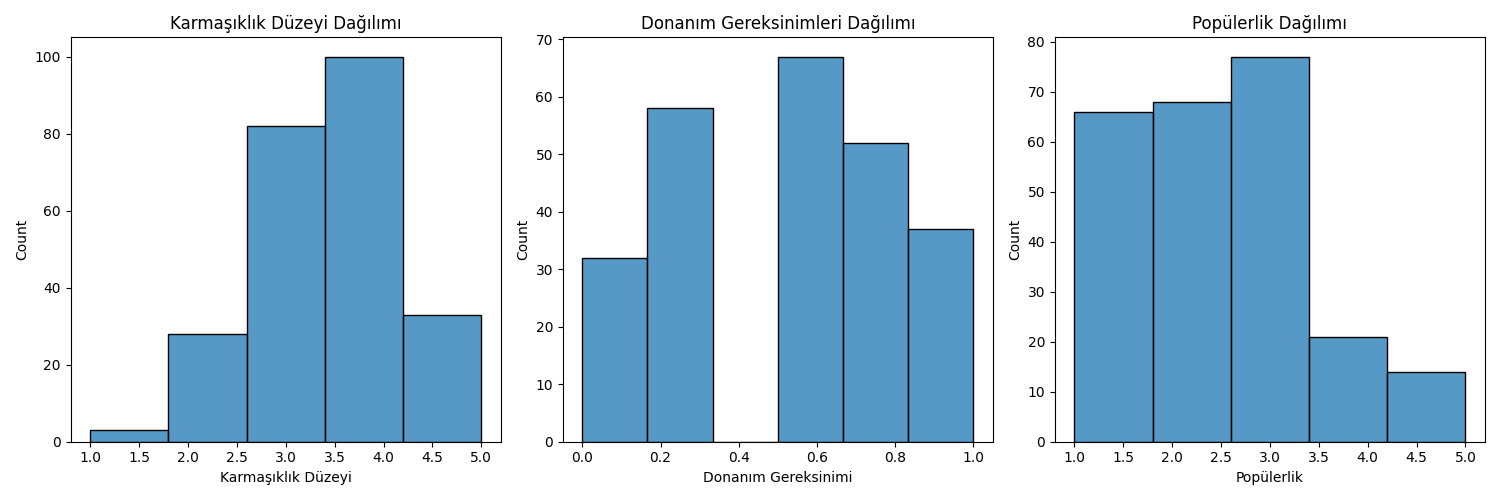 Karmaşıklık Düzeyi Dağılımı
Count
100
80
60
40
20
0
1.0 1.5 2.0 2.5 3.0 3.5 4.0 4.5 5.0
Karmaşıklık Düzeyi
Donanım Gereksinimleri Dağılımı
Count
70
60
50
40
30
20
10
0
0.0 0.2 0.4 0.6 0.8 1.0
Donanım Gereksinimi
Popülerlik Dağılımı
Count
80
70
60
50
40
30
20
10
0
1.0 1.5 2.0 2.5 3.0 3.5 4.0 4.5 5.0
Popülerlik